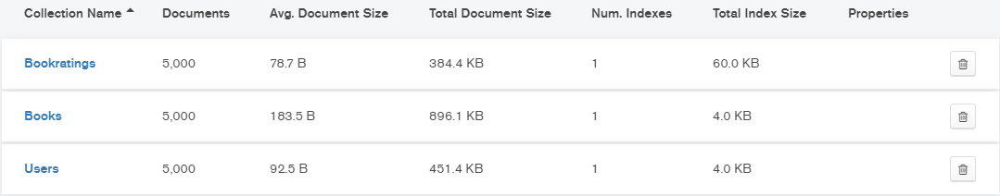 Collection Name Documents Avg. Document Size Total Document Size Num. Indexes Total Index Size Properties
Bookratings 5,000 78.7 B 384.4 KB 1 60.0 KB
Books 5,000 183.5 B 896.1 KB 1 4.0 KB
Users 5,000 92.5 B 451.4 KB 1 4.0 KB